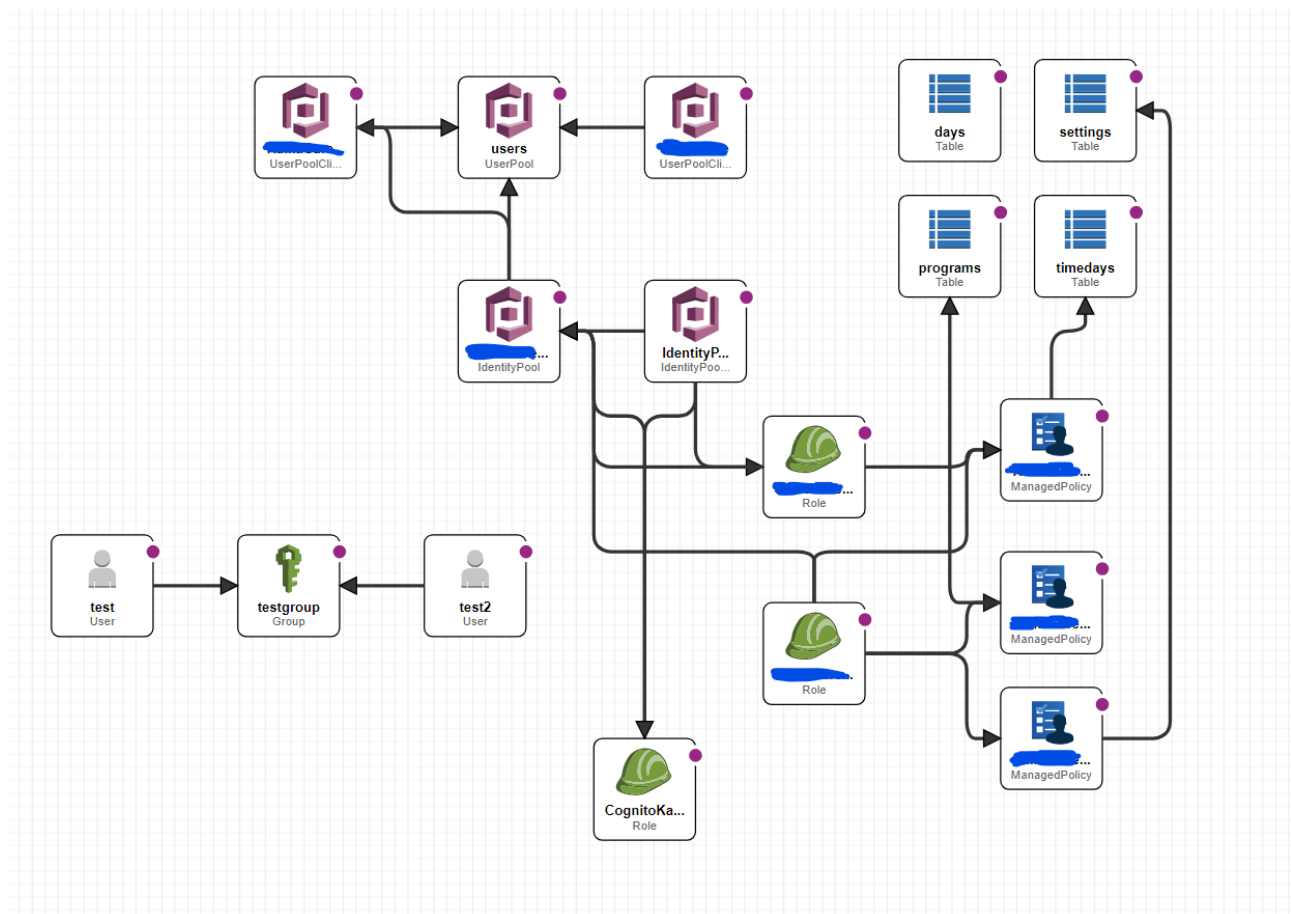 days
Table
settings
Table
UserPoolCli...
users
UserPool
UserPoolCli...
programs
Table
timedays
Table
...
IdentityPool
IdentityP...
IdentityPoo...
...
Role
...
ManagedPolicy
test
User
testgroup
Group
test2
User
...
ManagedPolicy
...
Role
...
ManagedPolicy
CognitoKa...
Role